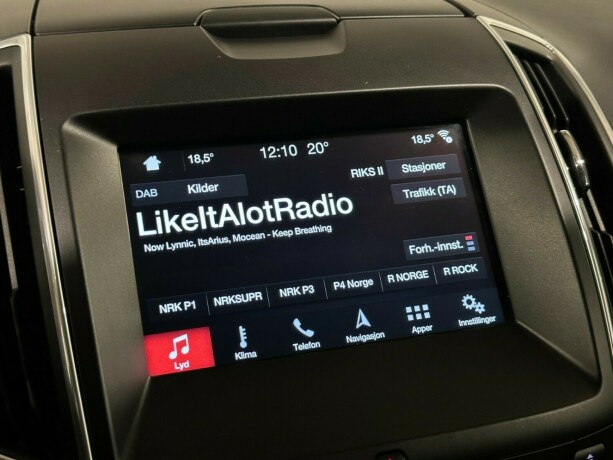 18,5° 12:10 20° 18,5°
DAB Kilder RIKS II Stasjoner
LikeItAlotRadio Trafikk (TA)
Now Lynnic, ItsArius, Mocean - Keep Breathing
Forh.-innst.
NRK P1 NRKSUPR NRK P3 P4 Norge R NORGE R ROCK
Lyd Klima Telefon Navigasjon Apper Innstillinger